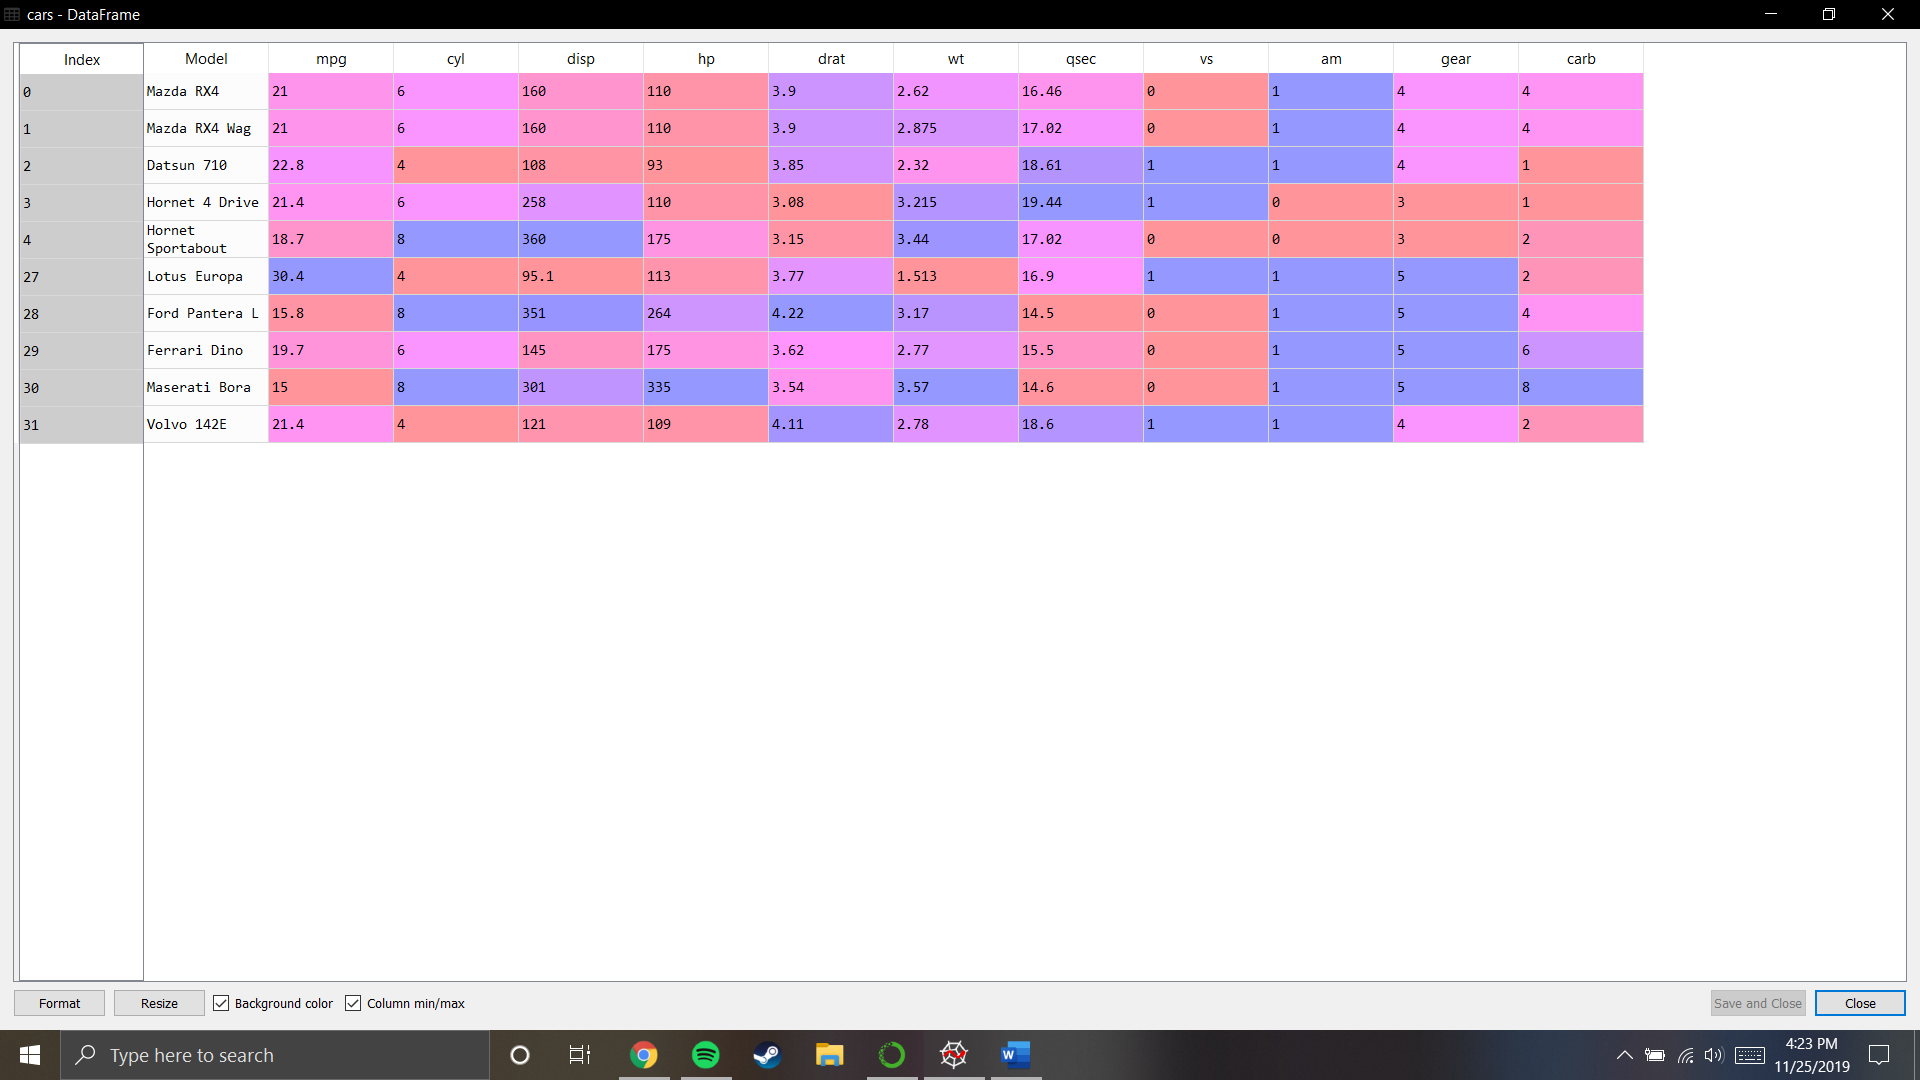 cars - DataFrame
Index Model mpg cyl disp hp drat wt qsec vs am gear carb
0 Mazda RX4 21 6 160 110 3.9 2.62 16.46 0 1 4 4
1 Mazda RX4 Wag 21 6 160 110 3.9 2.875 17.02 0 1 4 4
2 Datsun 710 22.8 4 108 93 3.85 2.32 18.61 1 1 4 1
3 Hornet 4 Drive 21.4 6 258 110 3.08 3.215 19.44 1 0 3 1
4 Hornet Sportabout 18.7 8 360 175 3.15 3.44 17.02 0 0 3 2
27 Lotus Europa 30.4 4 95.1 113 3.77 1.513 16.9 1 1 5 2
28 Ford Pantera L 15.8 8 351 264 4.22 3.17 14.5 0 1 5 4
29 Ferrari Dino 19.7 6 145 175 3.62 2.77 15.5 0 1 5 6
30 Maserati Bora 15 8 301 335 3.54 3.57 14.6 0 1 5 8
31 Volvo 142E 21.4 4 121 109 4.11 2.78 18.6 1 1 4 2
Format Resize Background color Column min/max Save and Close Close
Type here to search
4:23 PM
11/25/2019